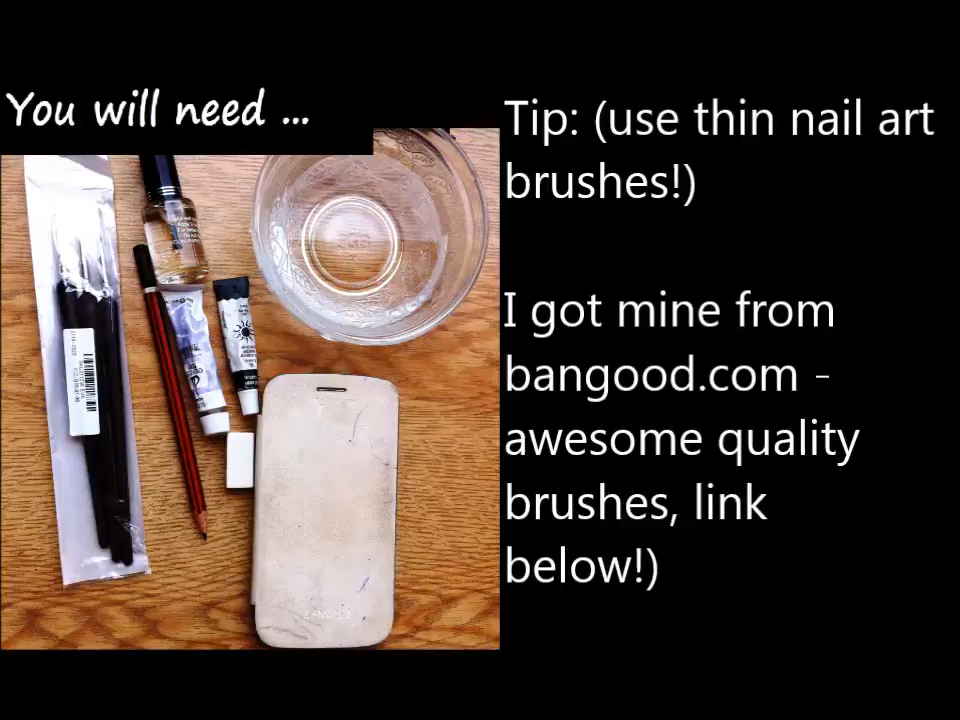 You will need ...
Tip: (use thin nail art
brushes!)
I got mine from
bangood.com -
awesome quality
brushes, link
below!)